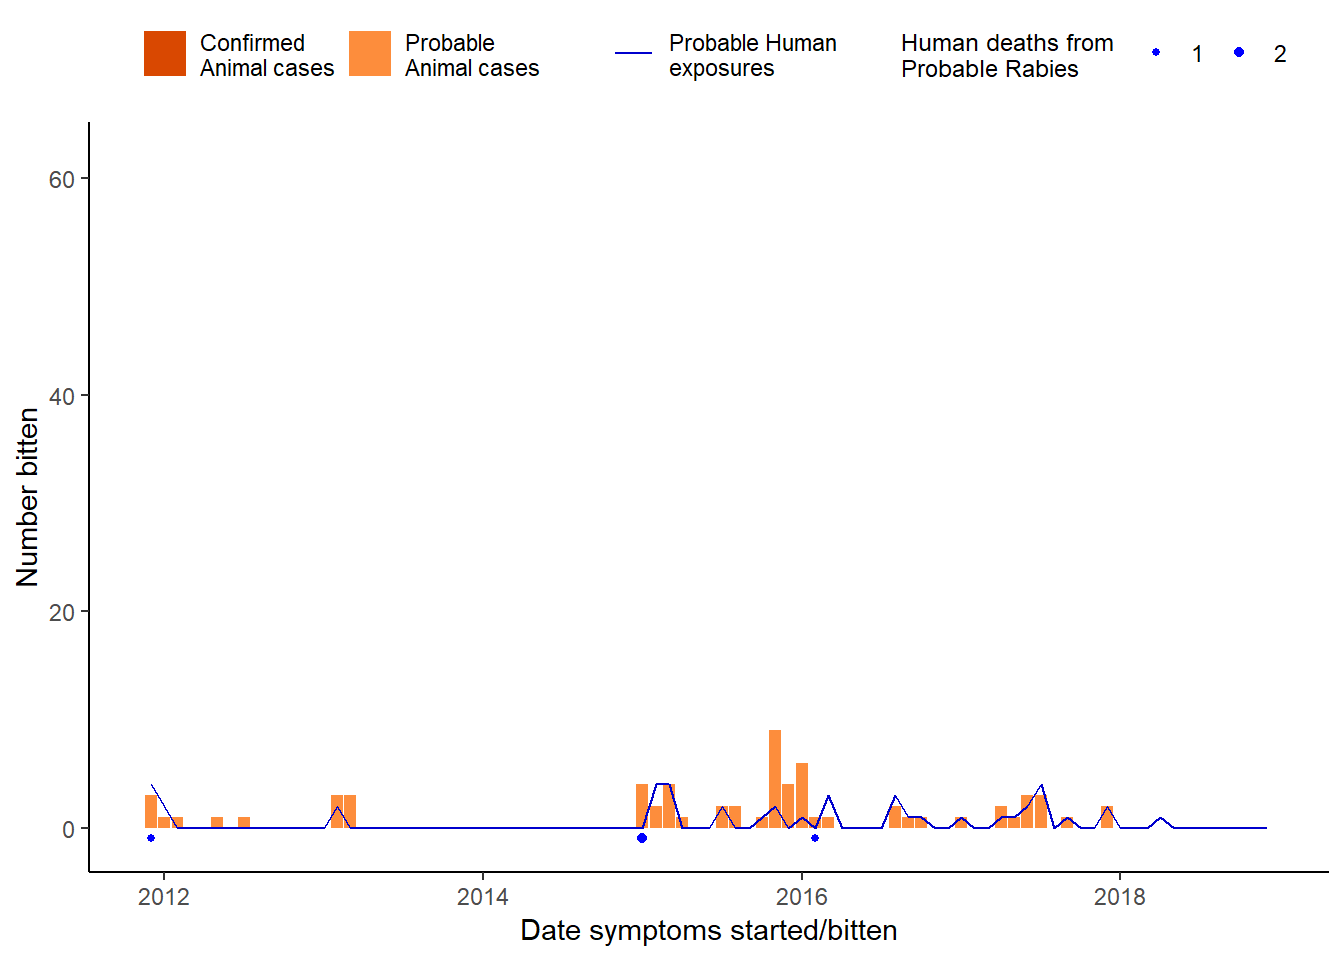 Confirmed
Animal cases
Probable
Animal cases
Probable Human
exposures
Human deaths from
Probable Rabies
1
2
60
40
20
0
Number bitten
2012
2014
2016
2018
Date symptoms started/bitten